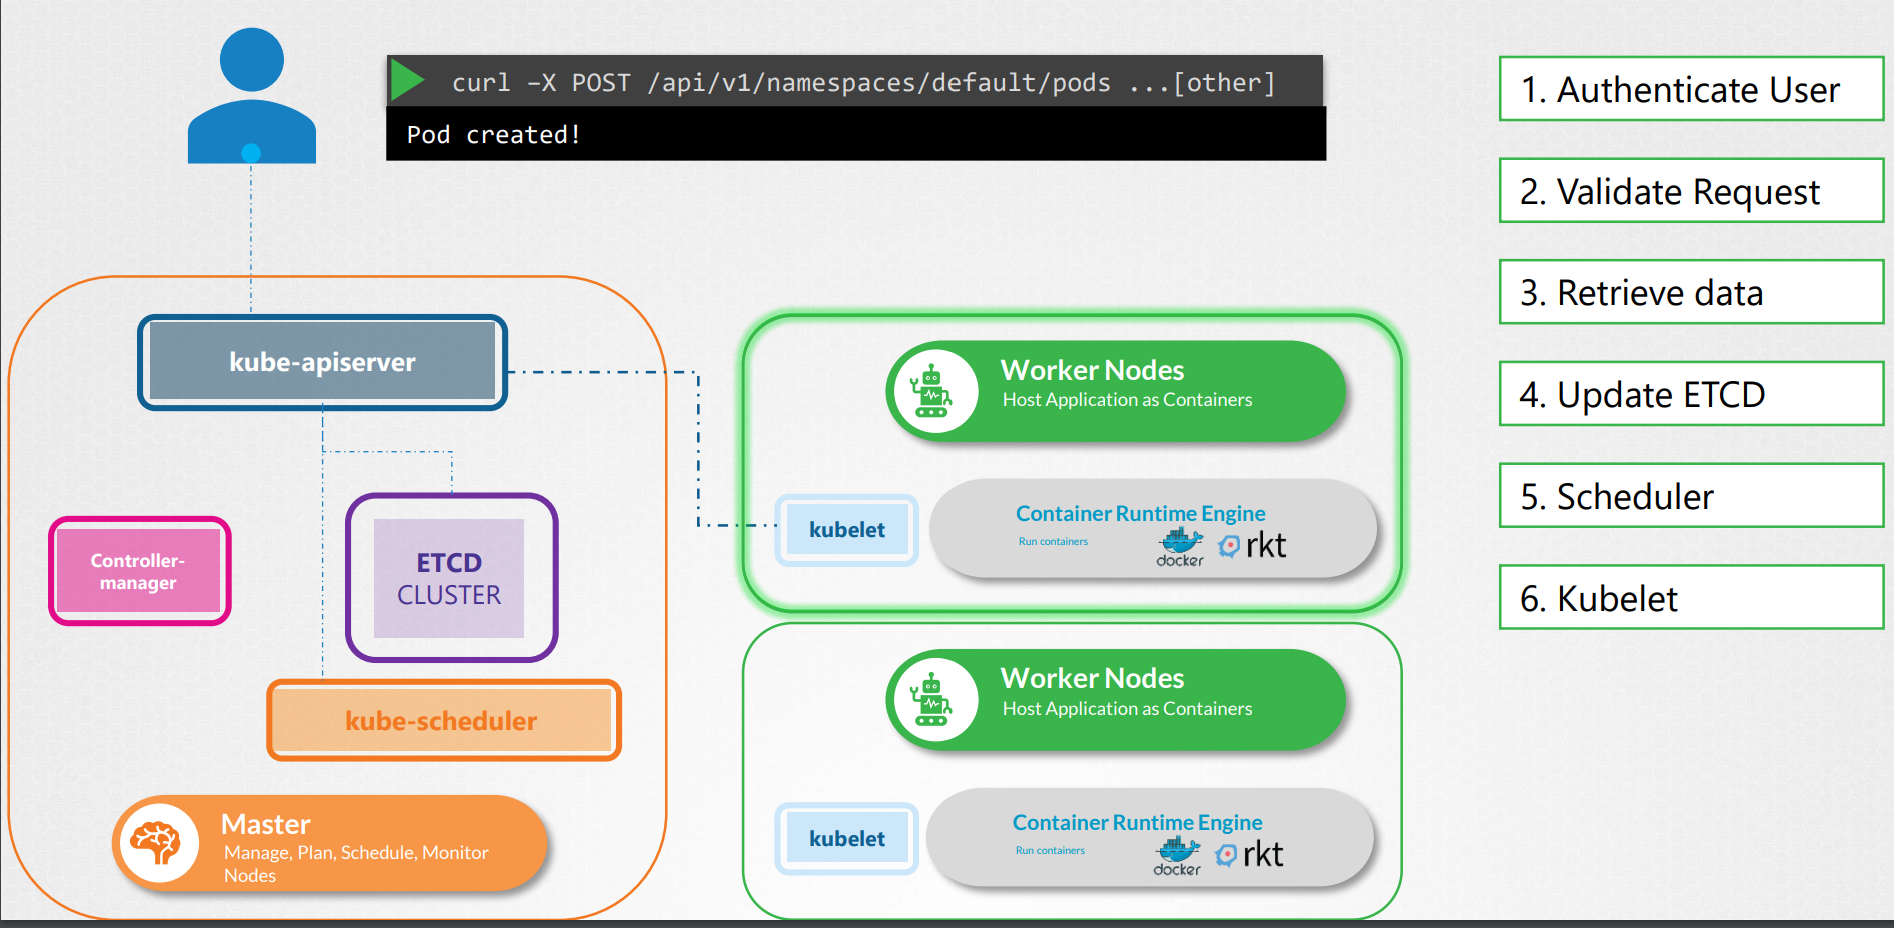 curl –X POST /api/v1/namespaces/default/pods ...[other]
Pod created!
1. Authenticate User
2. Validate Request
3. Retrieve data
4. Update ETCD
5. Scheduler
6. Kubelet
kube-apiserver
Controller-
manager
ETCD
CLUSTER
kube-scheduler
Master
Manage, Plan, Schedule, Monitor
Nodes
Worker Nodes
Host Application as Containers
kubelet
Container Runtime Engine
Run containers
docker
rkt
Worker Nodes
Host Application as Containers
kubelet
Container Runtime Engine
Run containers
docker
rkt